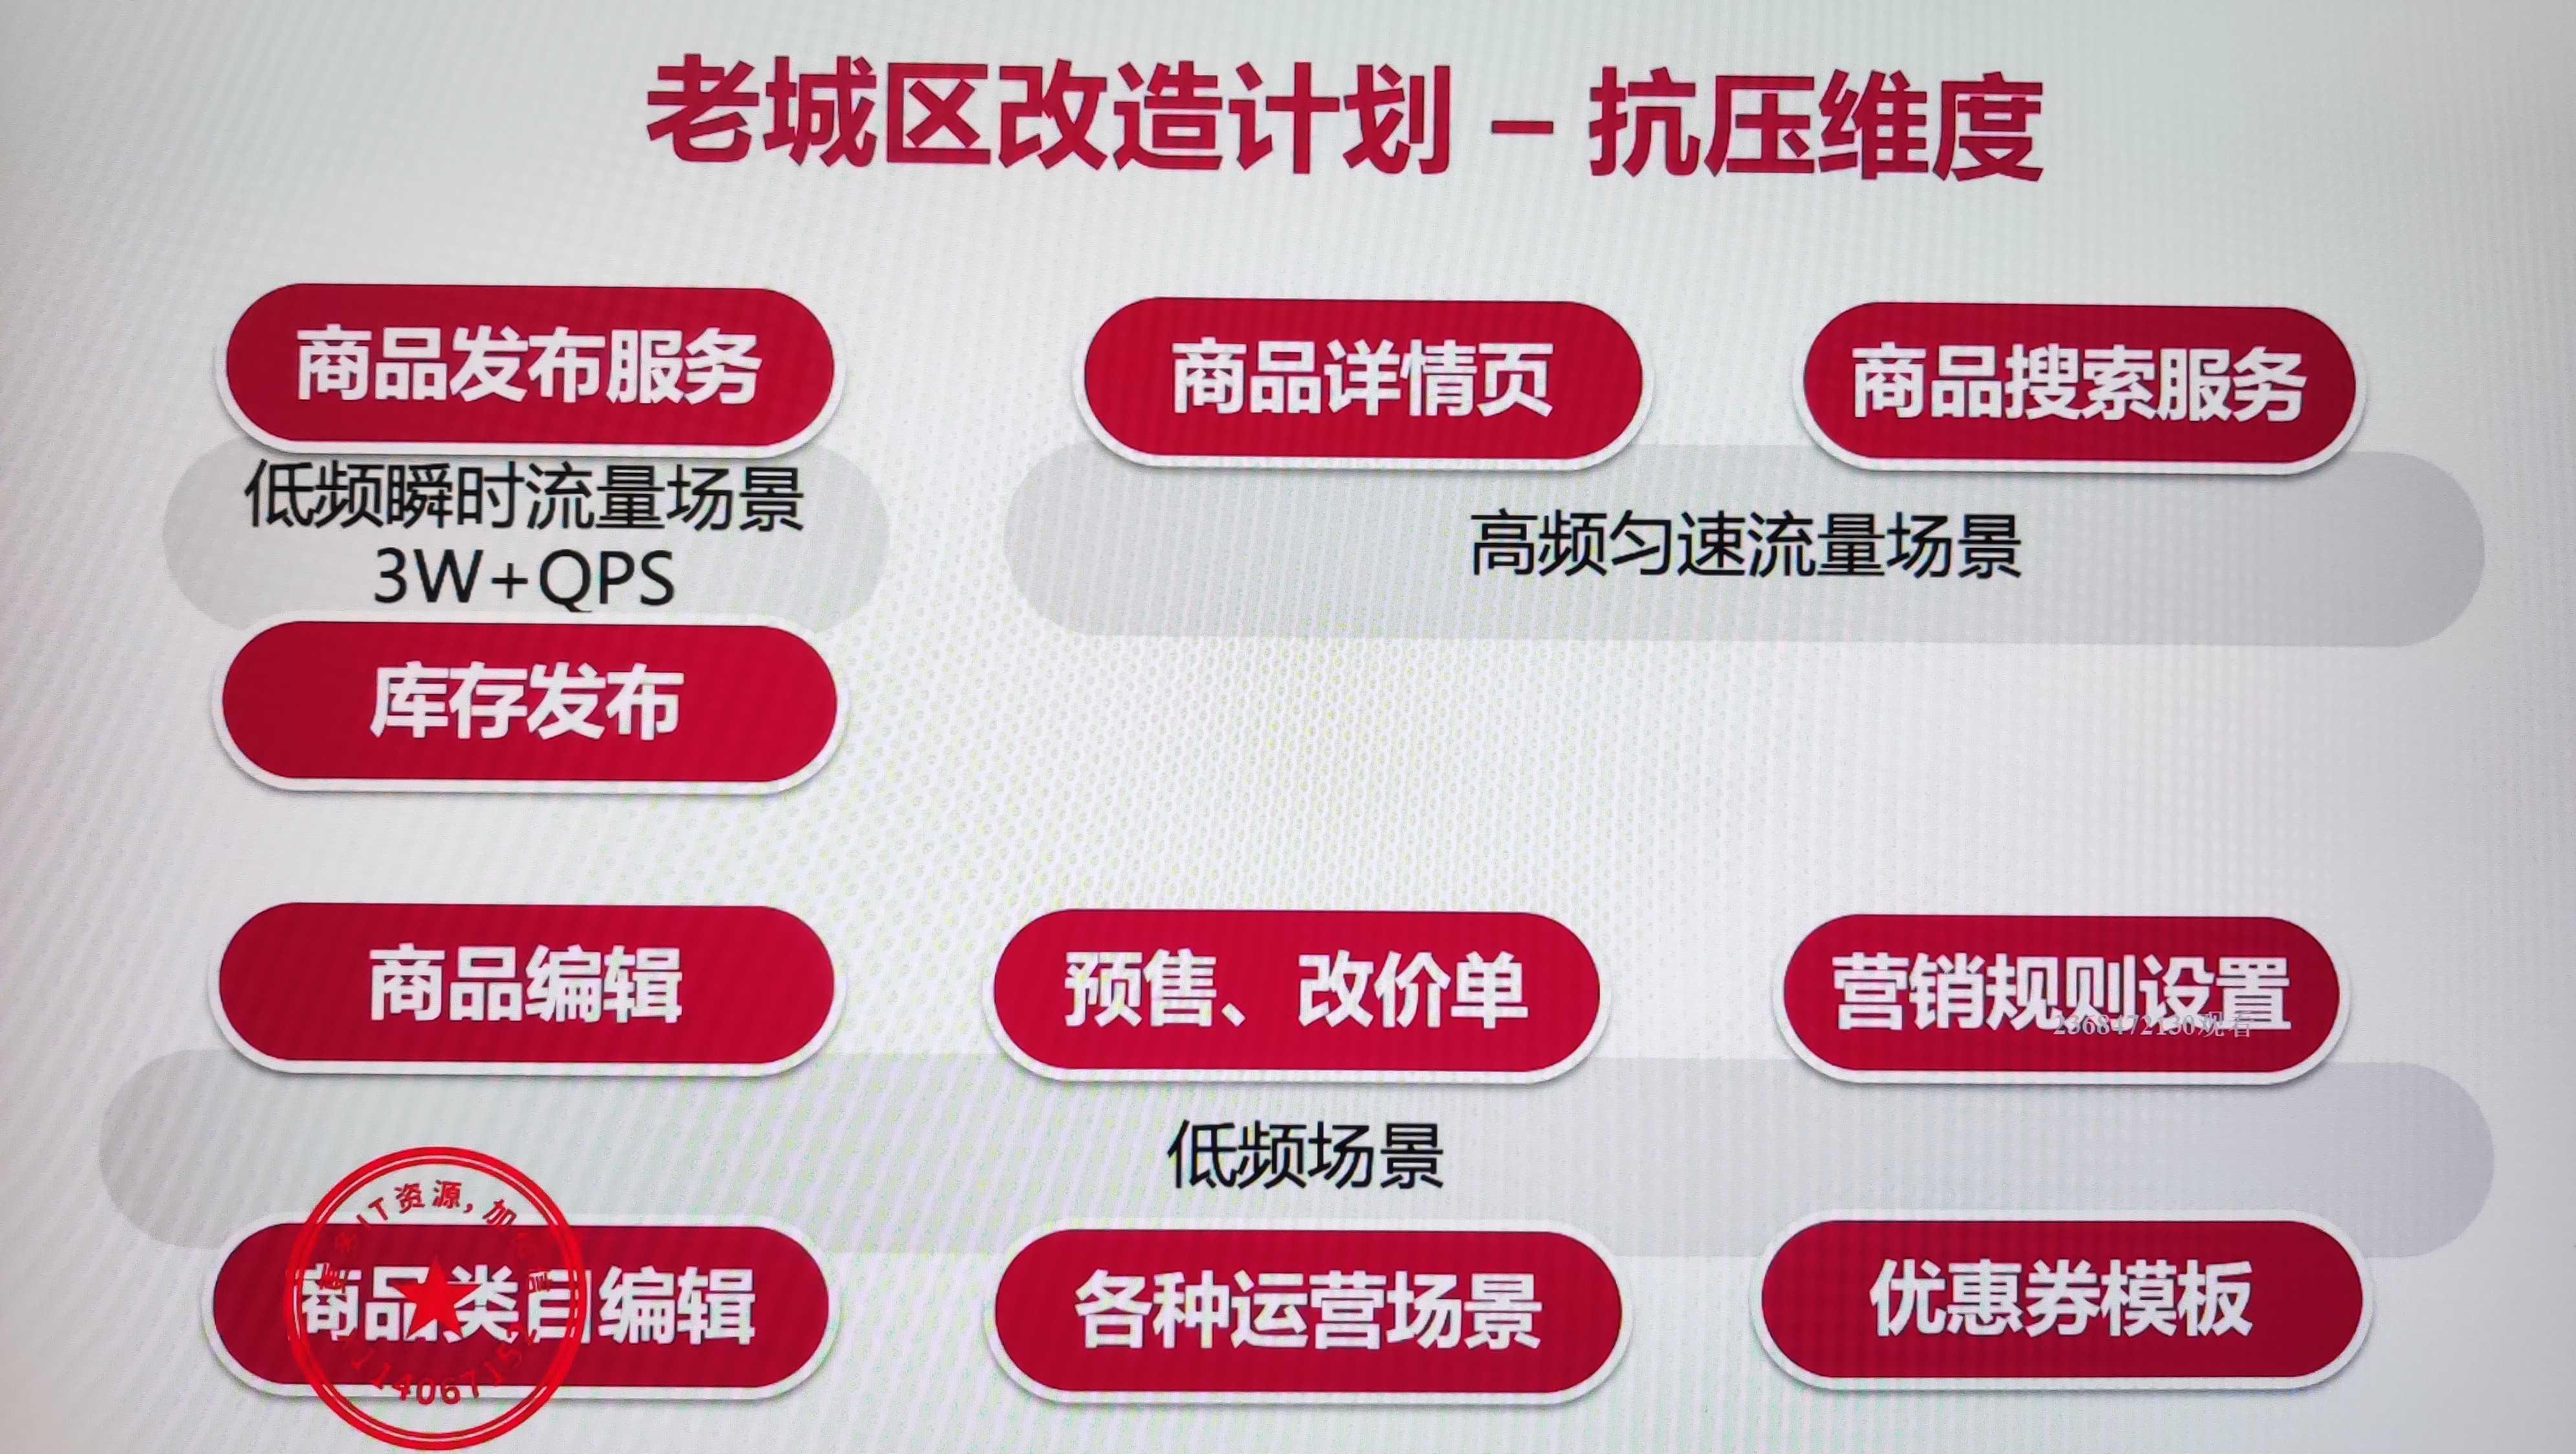 老城区改造计划 – 抗压维度
商品发布服务
商品详情页
商品搜索服务
低频瞬时流量场景
3W+QPS
高频匀速流量场景
库存发布
商品编辑
预售、改价单
营销规则设置
2368472130观看
低频场景
IT资源，加
商品类目编辑
各种运营场景
优惠券模板